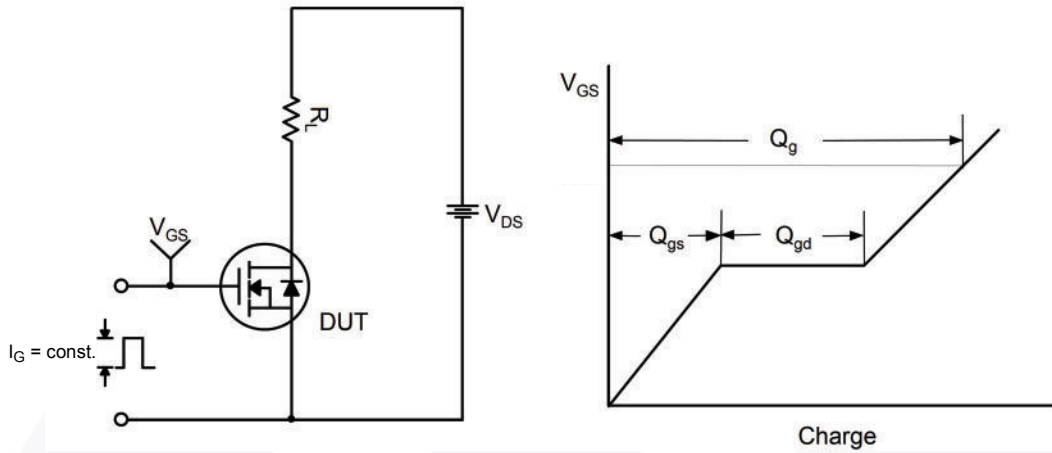 R_L
V_GS
V_DS
DUT
I_G = const.
V_GS
Q_g
Q_gs
Q_gd
Charge